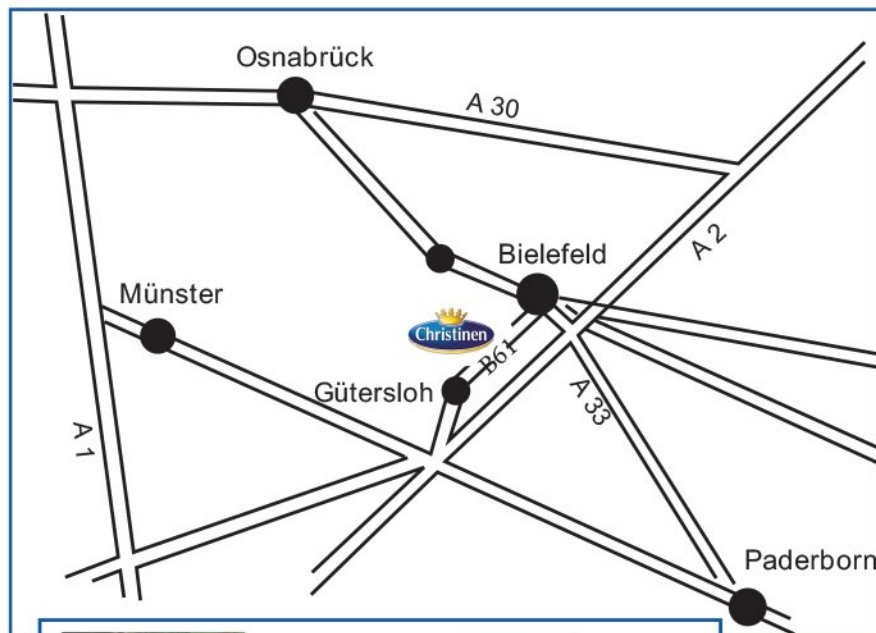 Osnabrück
A 30
A 2
Bielefeld
Münster
Christinen
B61
Gütersloh
A 33
A 1
Paderborn